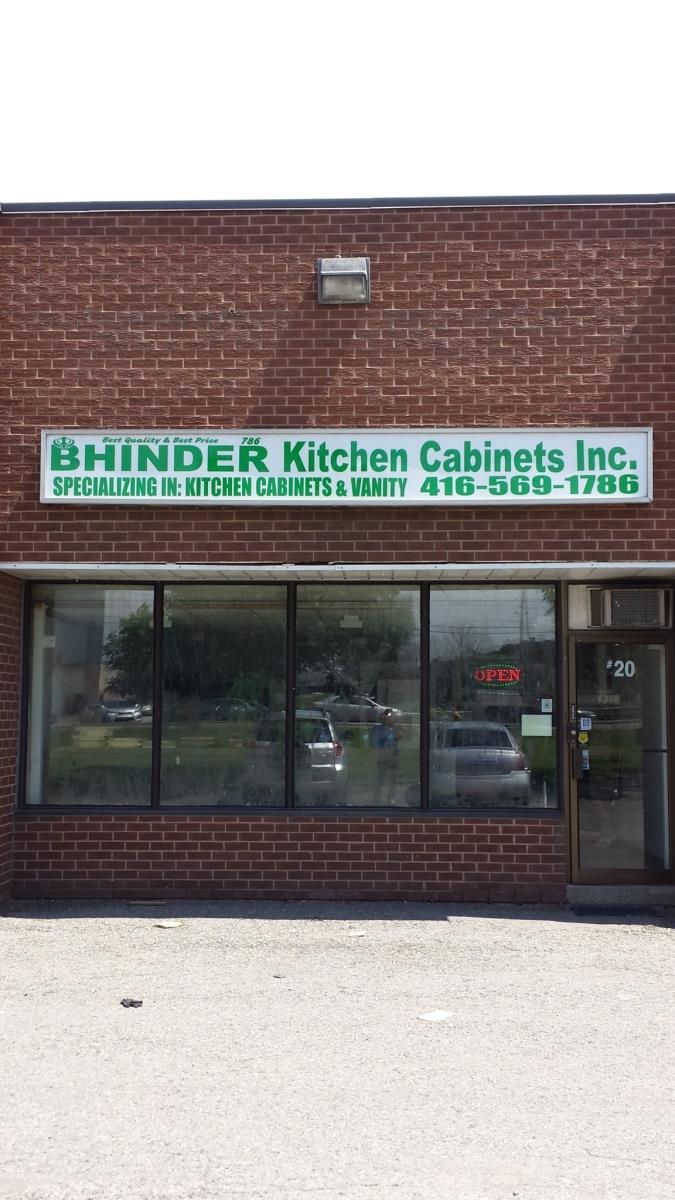 Best Quality & Best Price 786
BHINDER Kitchen Cabinets Inc.
SPECIALIZING IN: KITCHEN CABINETS & VANITY 416-569-1786
OPEN
#20